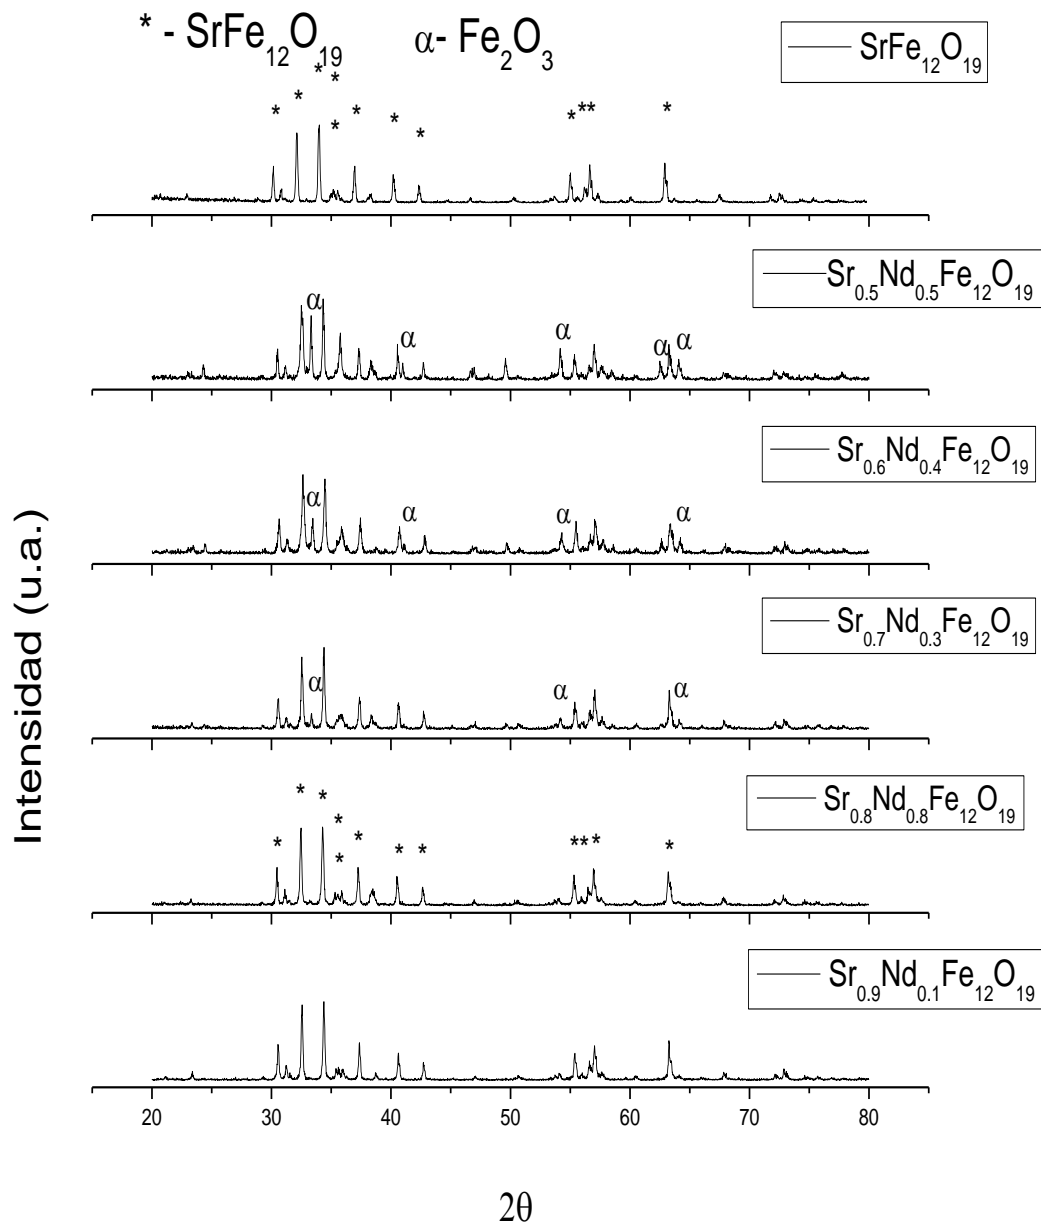 * - SrFe12O19 α- Fe2O3
SrFe12O19
* * * * * * * * * * ** *
Sr0.5Nd0.5Fe12O19
α α α α α
Sr0.6Nd0.4Fe12O19
α α α α
Sr0.7Nd0.3Fe12O19
α α α
Sr0.8Nd0.8Fe12O19
* * * * * * * * ** * *
Sr0.9Nd0.1Fe12O19
Intensidad (u.a.)
20 30 40 50 60 70 80
2θ